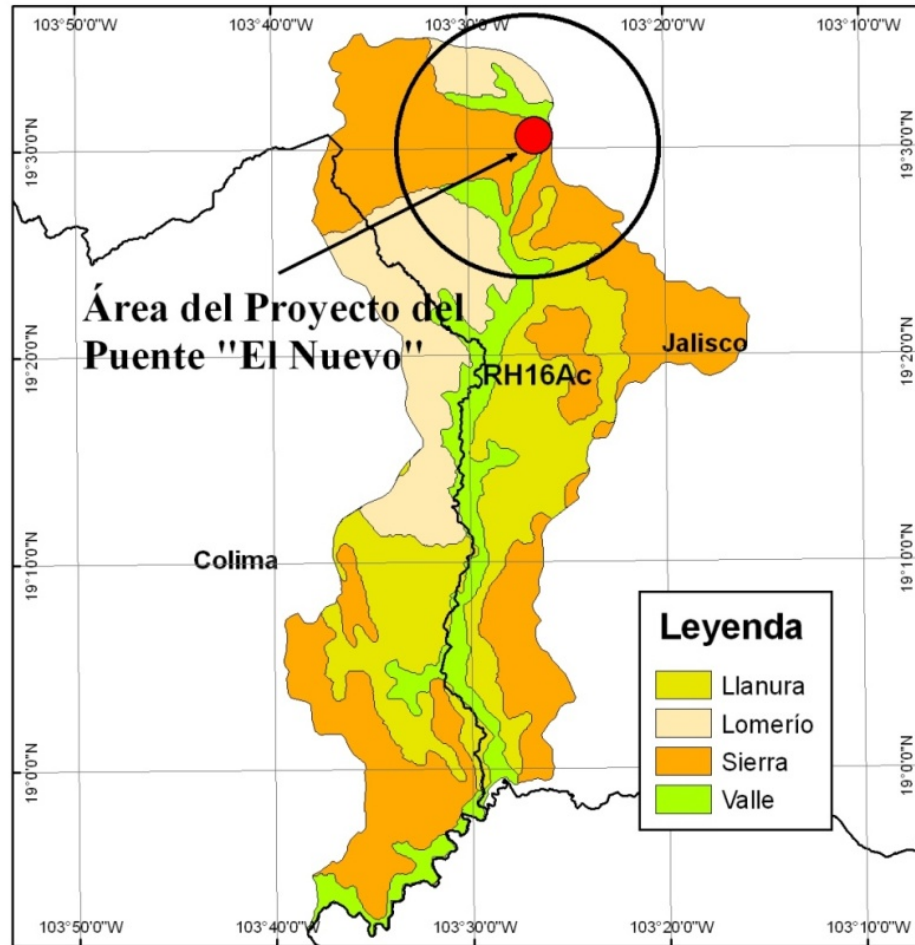 103°50'0"W
103°40'0"W
103°30'0"W
103°20'0"W
103°10'0"W
19°30'0"N
19°30'0"N
Área del Proyecto del
Puente "El Nuevo"
Jalisco
19°20'0"N
19°20'0"N
RH16Ac
Colima
19°10'0"N
19°10'0"N
Leyenda
Llanura
Lomerío
Sierra
Valle
19°0'0"N
19°0'0"N
103°50'0"W
103°40'0"W
103°30'0"W
103°20'0"W
103°10'0"W